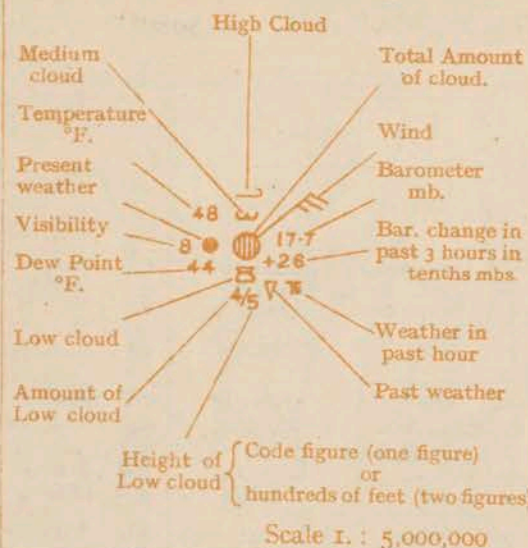 High Cloud
Medium
cloud
Total Amount
of cloud.
Temperature
°F.
Wind
Present
weather
Barometer
mb.
Visibility
Bar. change in
past 3 hours in
tenths mbs.
Dew Point
°F.
48
8
17·7
44
+26
4/5
Low cloud
Weather in
past hour
Amount of
Low cloud
Past weather
Height of
Low cloud
Code figure (one figure)
or
hundreds of feet (two figures)
Scale 1. : 5,000,000